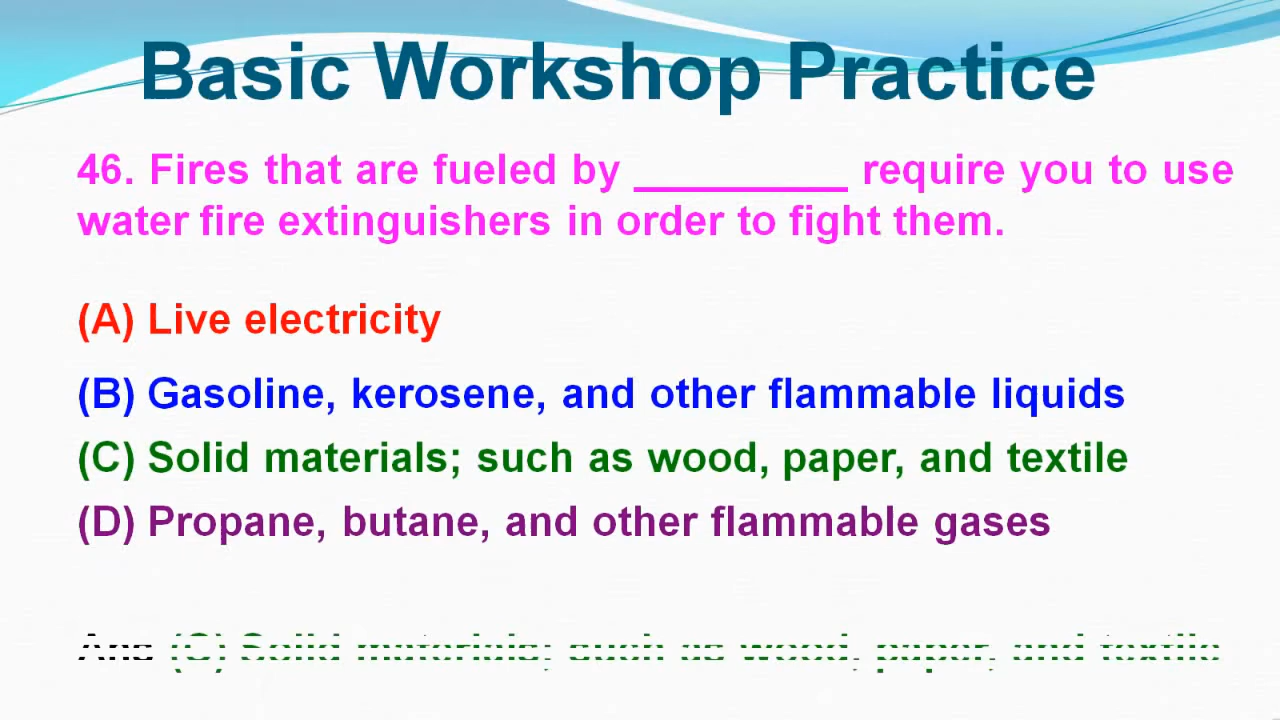 Basic Workshop Practice
46. Fires that are fueled by _________ require you to use
water fire extinguishers in order to fight them.
(A) Live electricity
(B) Gasoline, kerosene, and other flammable liquids
(C) Solid materials; such as wood, paper, and textile
(D) Propane, butane, and other flammable gases
Ans (C) Solid materials; such as wood, paper, and textile